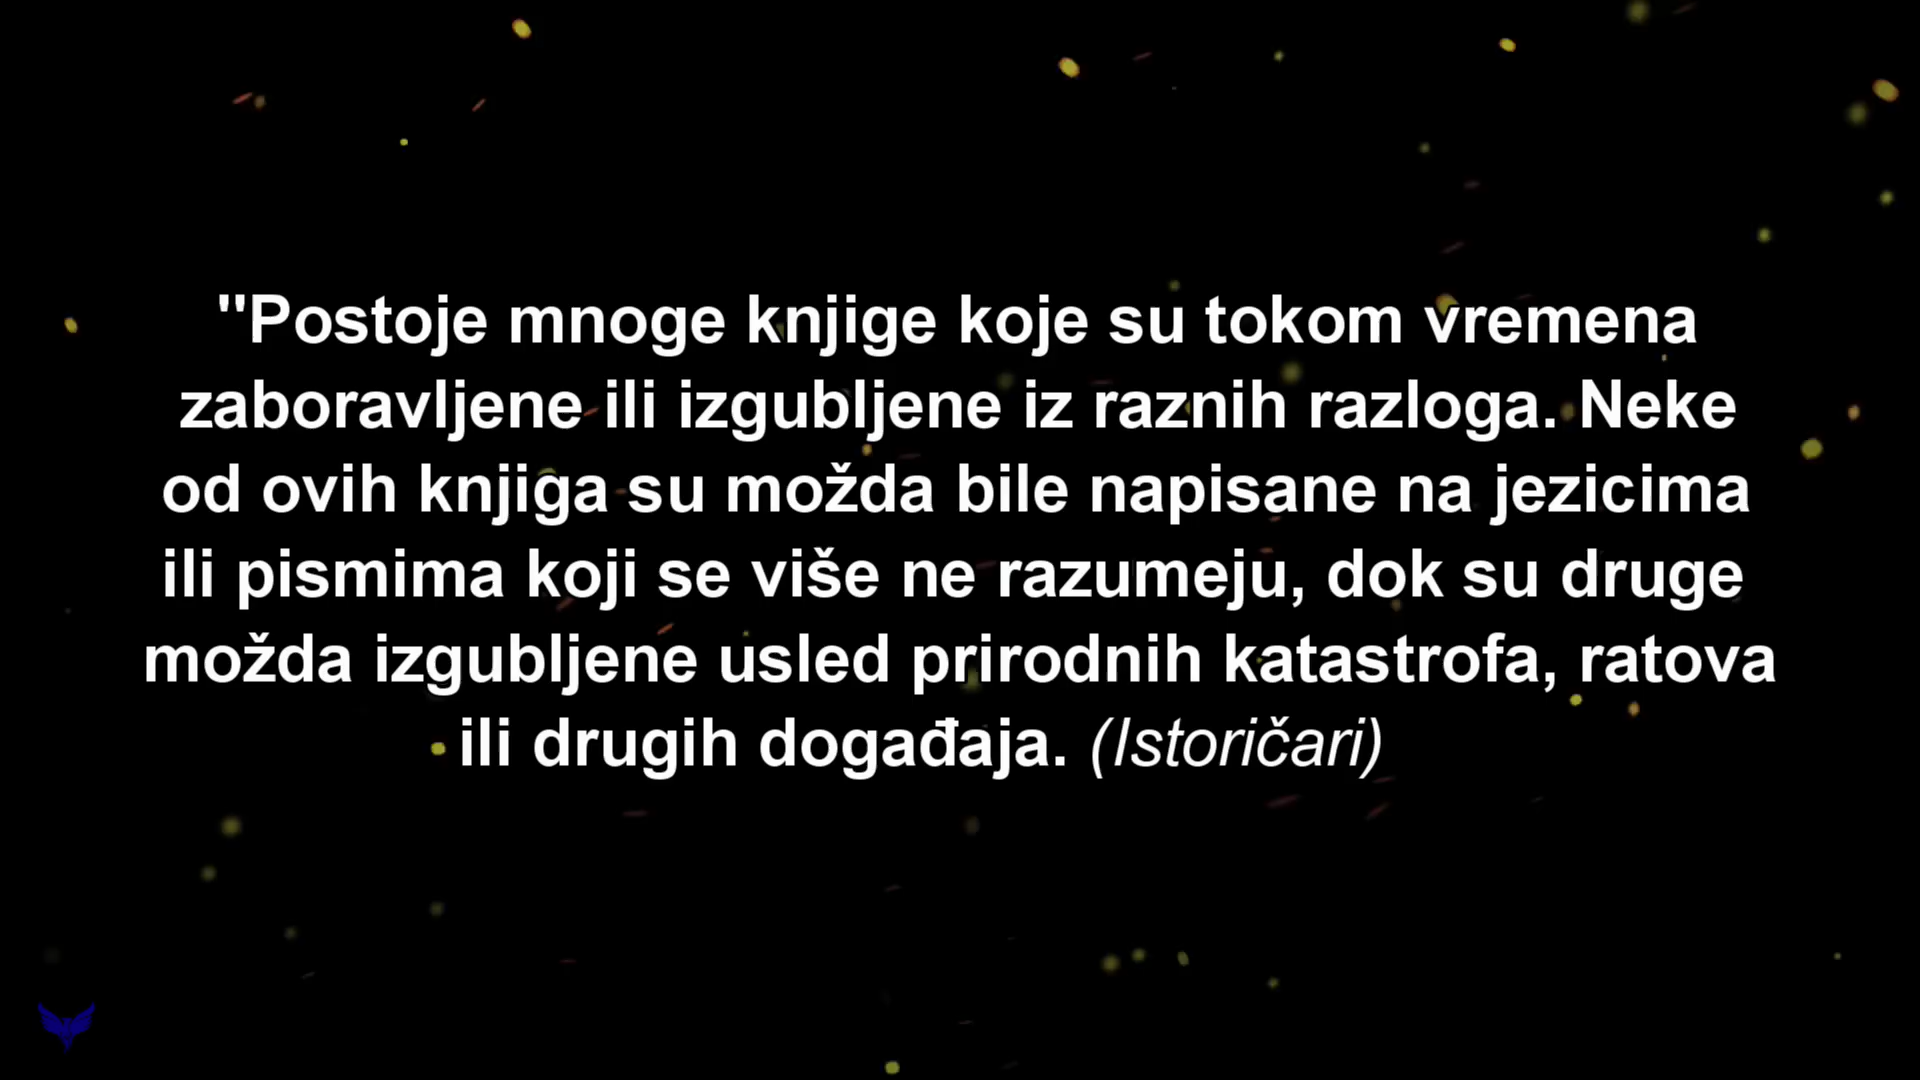 "Postoje mnoge knjige koje su tokom vremena
zaboravljene ili izgubljene iz raznih razloga. Neke
od ovih knjiga su možda bile napisane na jezicima
ili pismima koji se više ne razumeju, dok su druge
možda izgubljene usled prirodnih katastrofa, ratova
ili drugih događaja. (Istoričari)